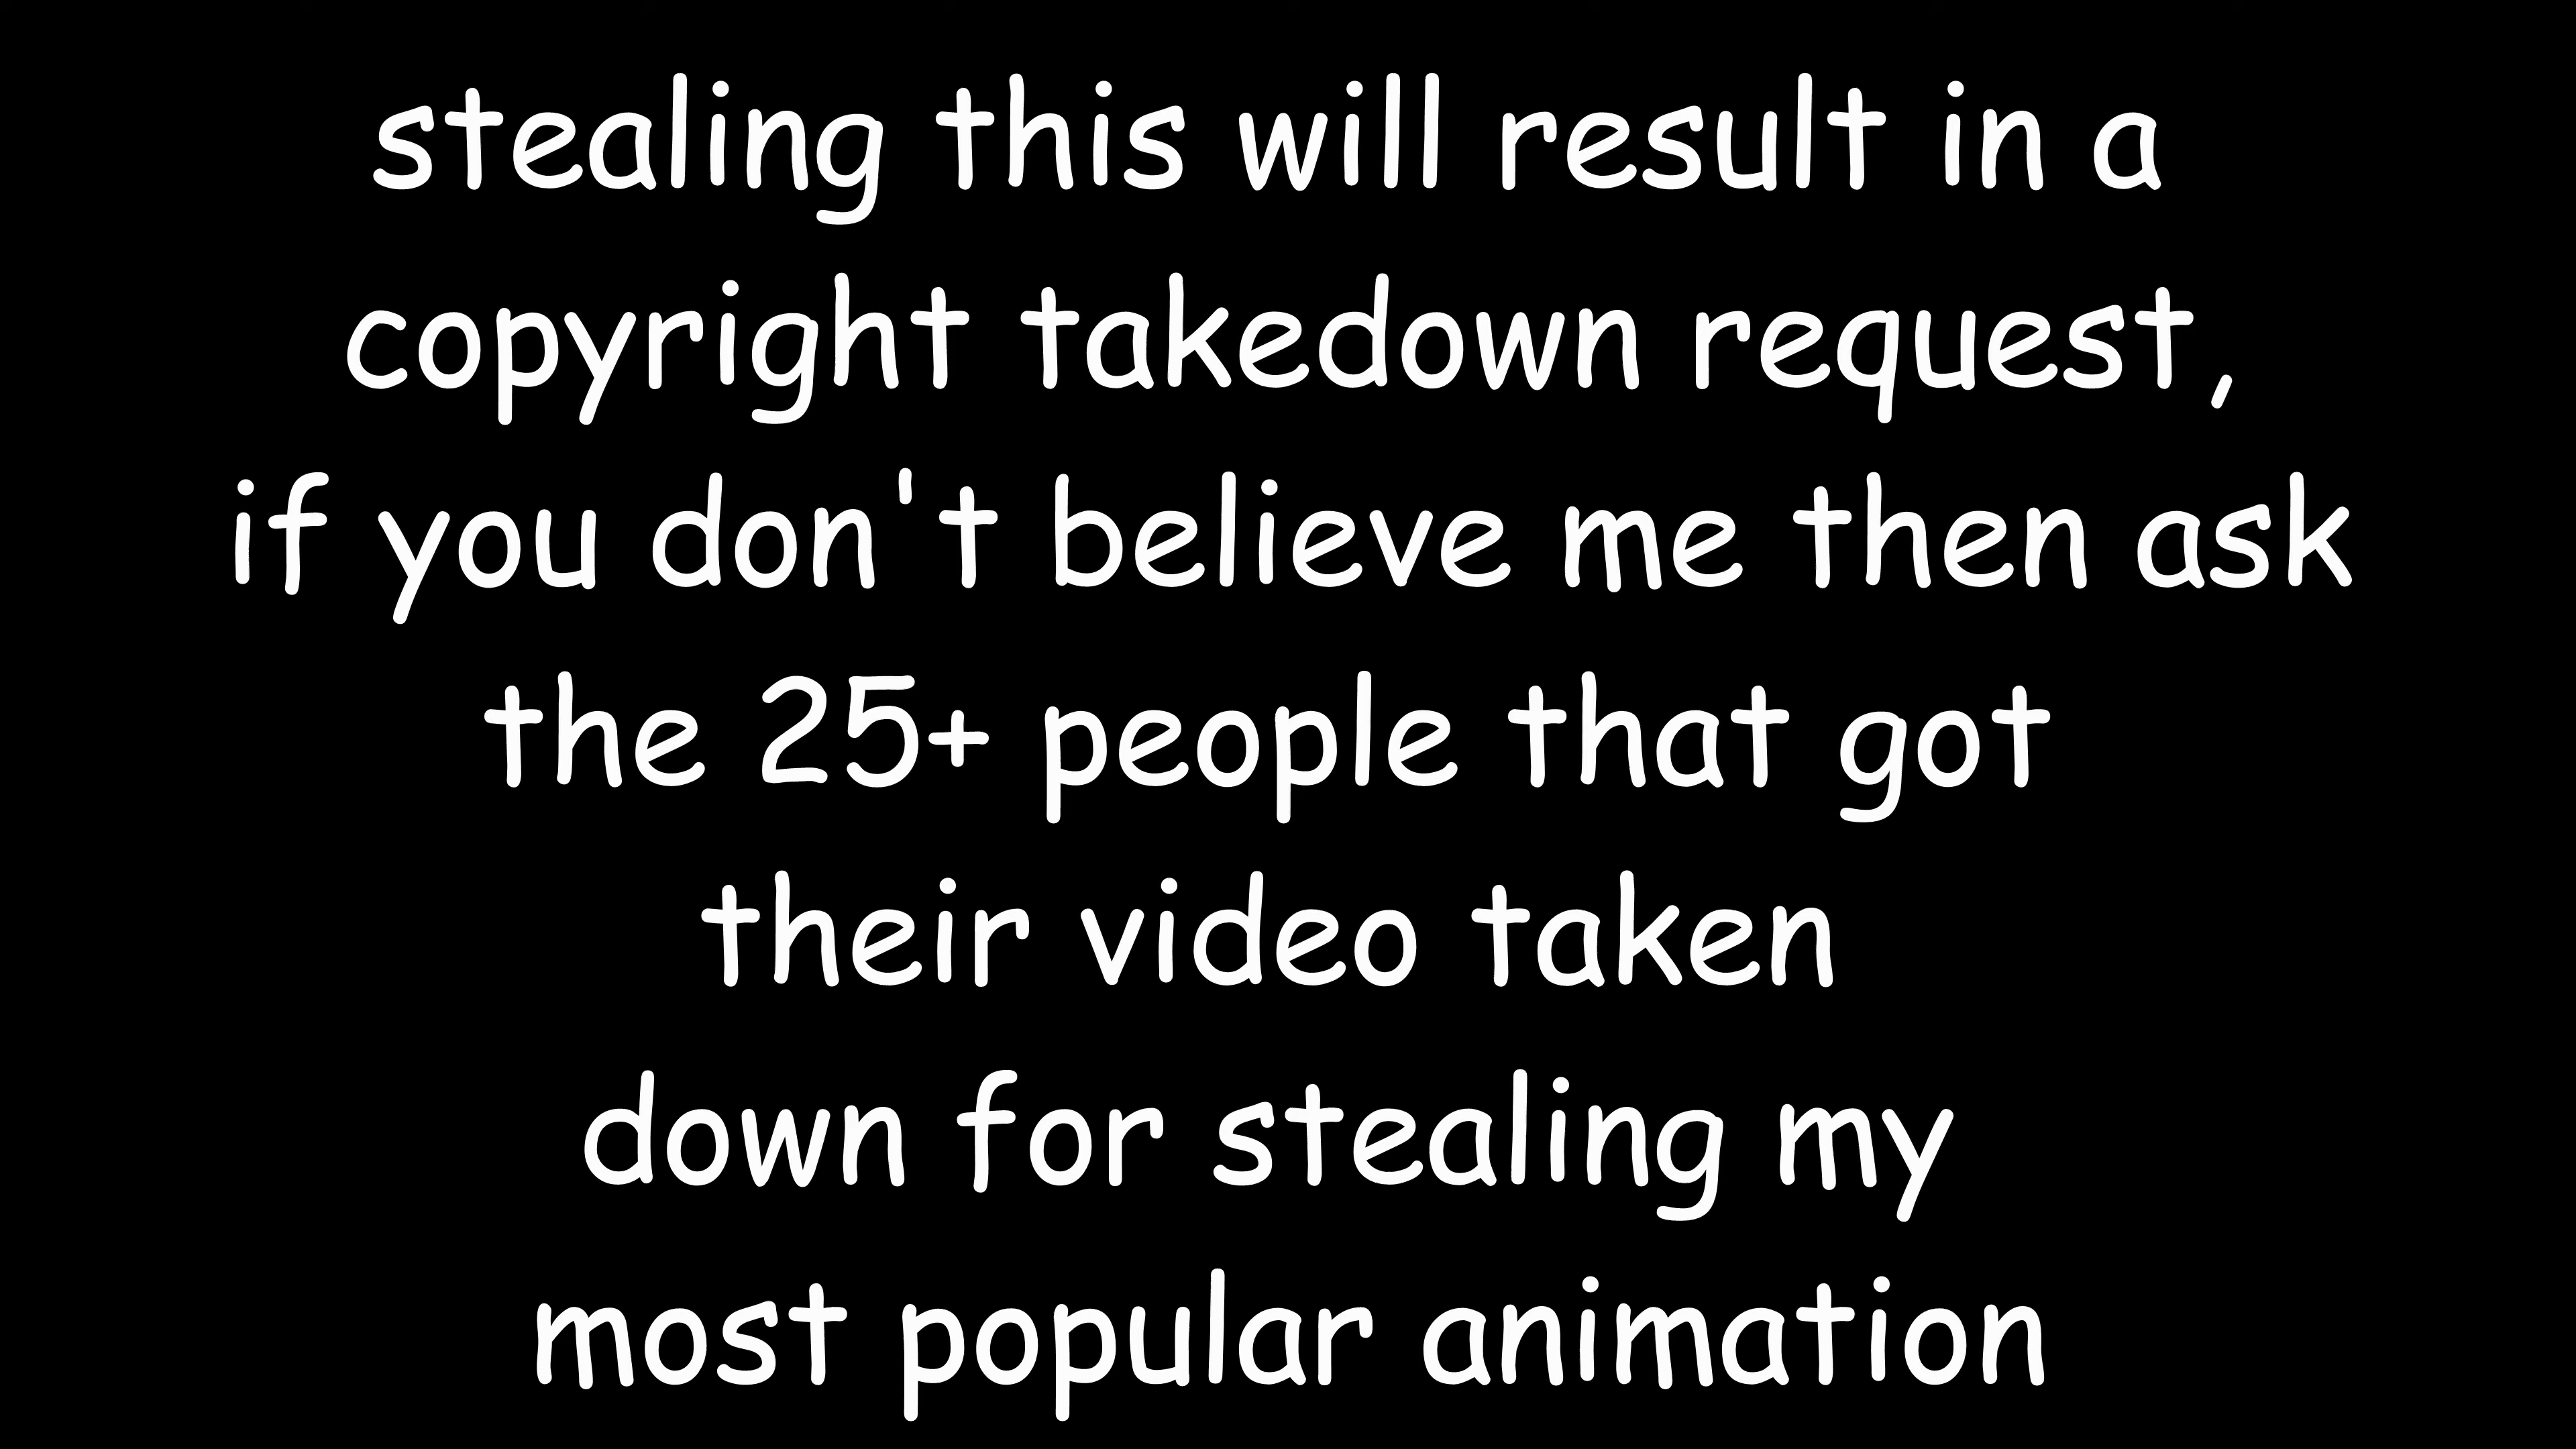 stealing this will result in a
copyright takedown request,
if you don't believe me then ask
the 25+ people that got
their video taken
down for stealing my
most popular animation